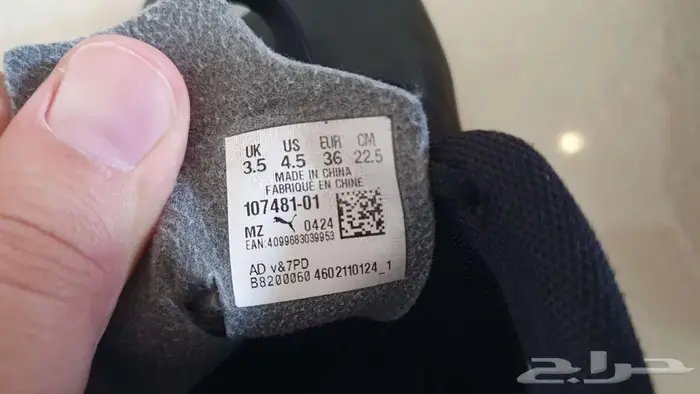 UK US EUR CM
3.5 4.5 36 22.5
MADE IN CHINA
FABRIQUE EN CHINE
107481-01
MZ 0424
EAN:4099683039953
AD v&7PD
B8200060 4602110124_1
حراج